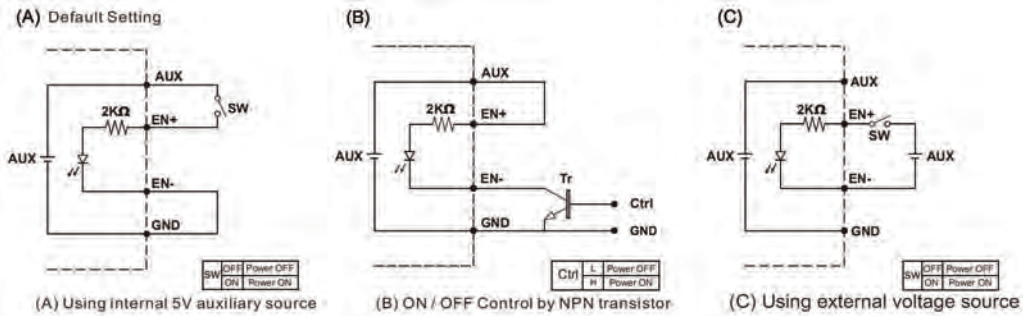 (A) Default Setting
AUX
2KΩ
EN+
SW
AUX
EN-
GND
SW OFF Power OFF
ON Power ON
(A) Using internal 5V auxiliary source
(B)
AUX
2KΩ
EN+
AUX
EN-
Tr
Ctrl
GND
GND
Ctrl L Power OFF
H Power ON
(B) ON / OFF Control by NPN transistor
(C)
AUX
2KΩ
EN+
SW
AUX
AUX
EN-
GND
SW OFF Power OFF
ON Power ON
(C) Using external voltage source